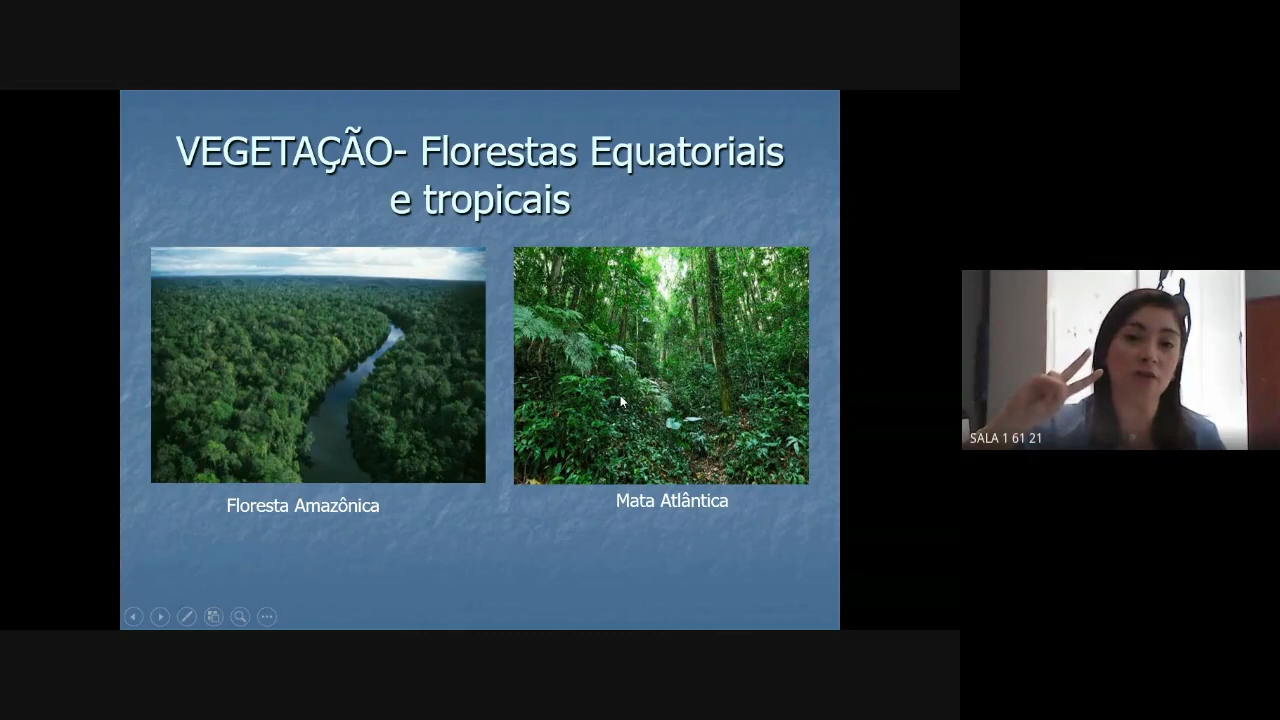 VEGETAÇÃO- Florestas Equatoriais
e tropicais
Floresta Amazônica
Mata Atlântica
SALA 1 61 21